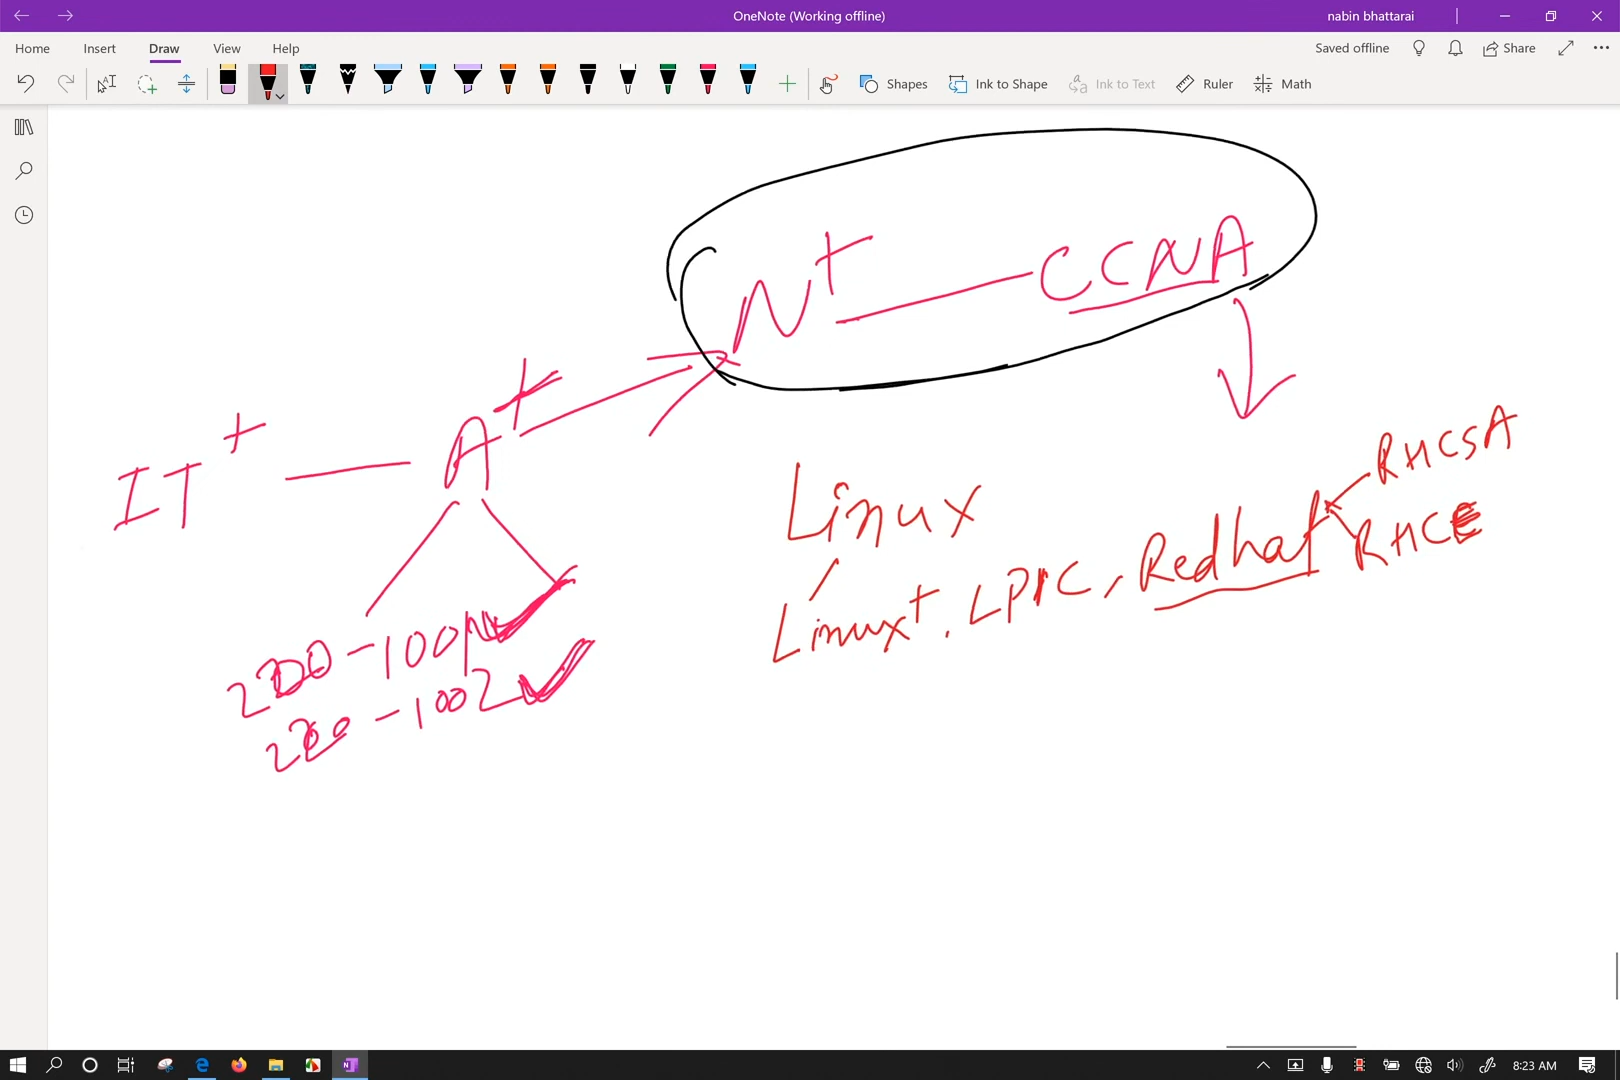 OneNote (Working offline)
nabin bhattarai
Home Insert Draw View Help
Saved offline
Share
Shapes
Ink to Shape
Ink to Text
Ruler
Math
N+ — CCNA
IT+ — A+
RHCSA
Linux
Redhat
RHCE
Linux+, LPIC,
220-1001
220-1002
8:23 AM